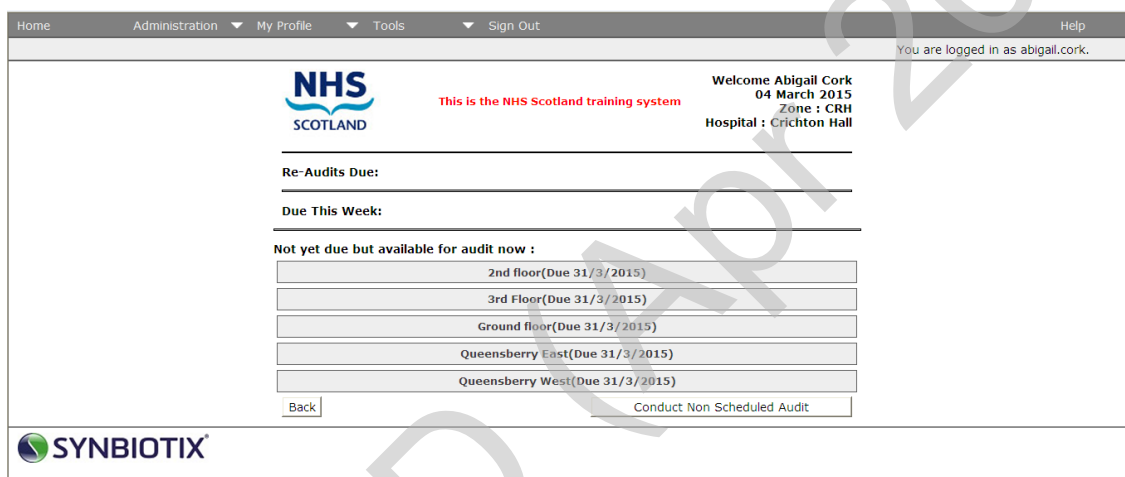 Home Administration My Profile Tools Sign Out Help
You are logged in as abigail.cork.
NHS
SCOTLAND
This is the NHS Scotland training system
Welcome Abigail Cork
04 March 2015
Zone : CRH
Hospital : Crichton Hall
Re-Audits Due:
Due This Week:
Not yet due but available for audit now :
2nd floor(Due 31/3/2015)
3rd Floor(Due 31/3/2015)
Ground floor(Due 31/3/2015)
Queensberry East(Due 31/3/2015)
Queensberry West(Due 31/3/2015)
Back Conduct Non Scheduled Audit
SYNBIOTIX
(Apr 20